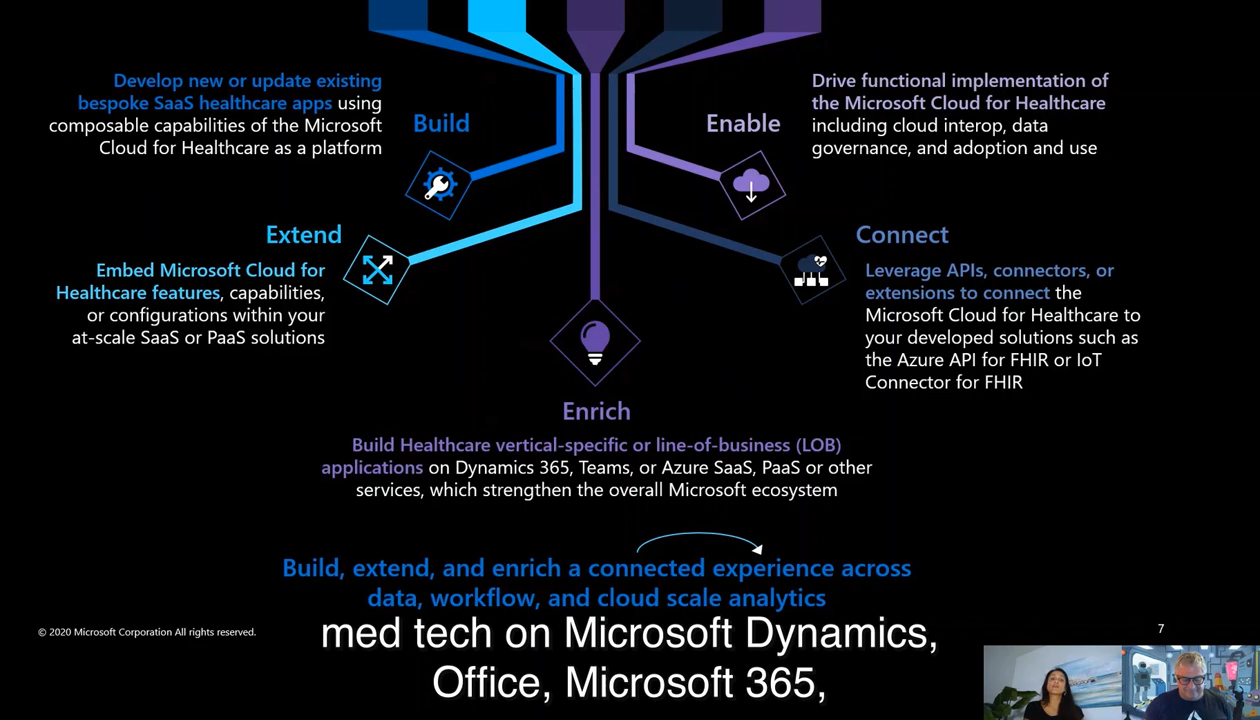 Develop new or update existing
bespoke SaaS healthcare apps using
composable capabilities of the Microsoft
Cloud for Healthcare as a platform
Build
Enable
Drive functional implementation of
the Microsoft Cloud for Healthcare
including cloud interop, data
governance, and adoption and use
Extend
Embed Microsoft Cloud for
Healthcare features, capabilities,
or configurations within your
at-scale SaaS or PaaS solutions
Connect
Leverage APIs, connectors, or
extensions to connect the
Microsoft Cloud for Healthcare to
your developed solutions such as
the Azure API for FHIR or IoT
Connector for FHIR
Enrich
Build Healthcare vertical-specific or line-of-business (LOB)
applications on Dynamics 365, Teams, or Azure SaaS, PaaS or other
services, which strengthen the overall Microsoft ecosystem
Build, extend, and enrich a connected experience across
data, workflow, and cloud scale analytics
© 2020 Microsoft Corporation All rights reserved.
7
med tech on Microsoft Dynamics,
Office, Microsoft 365,